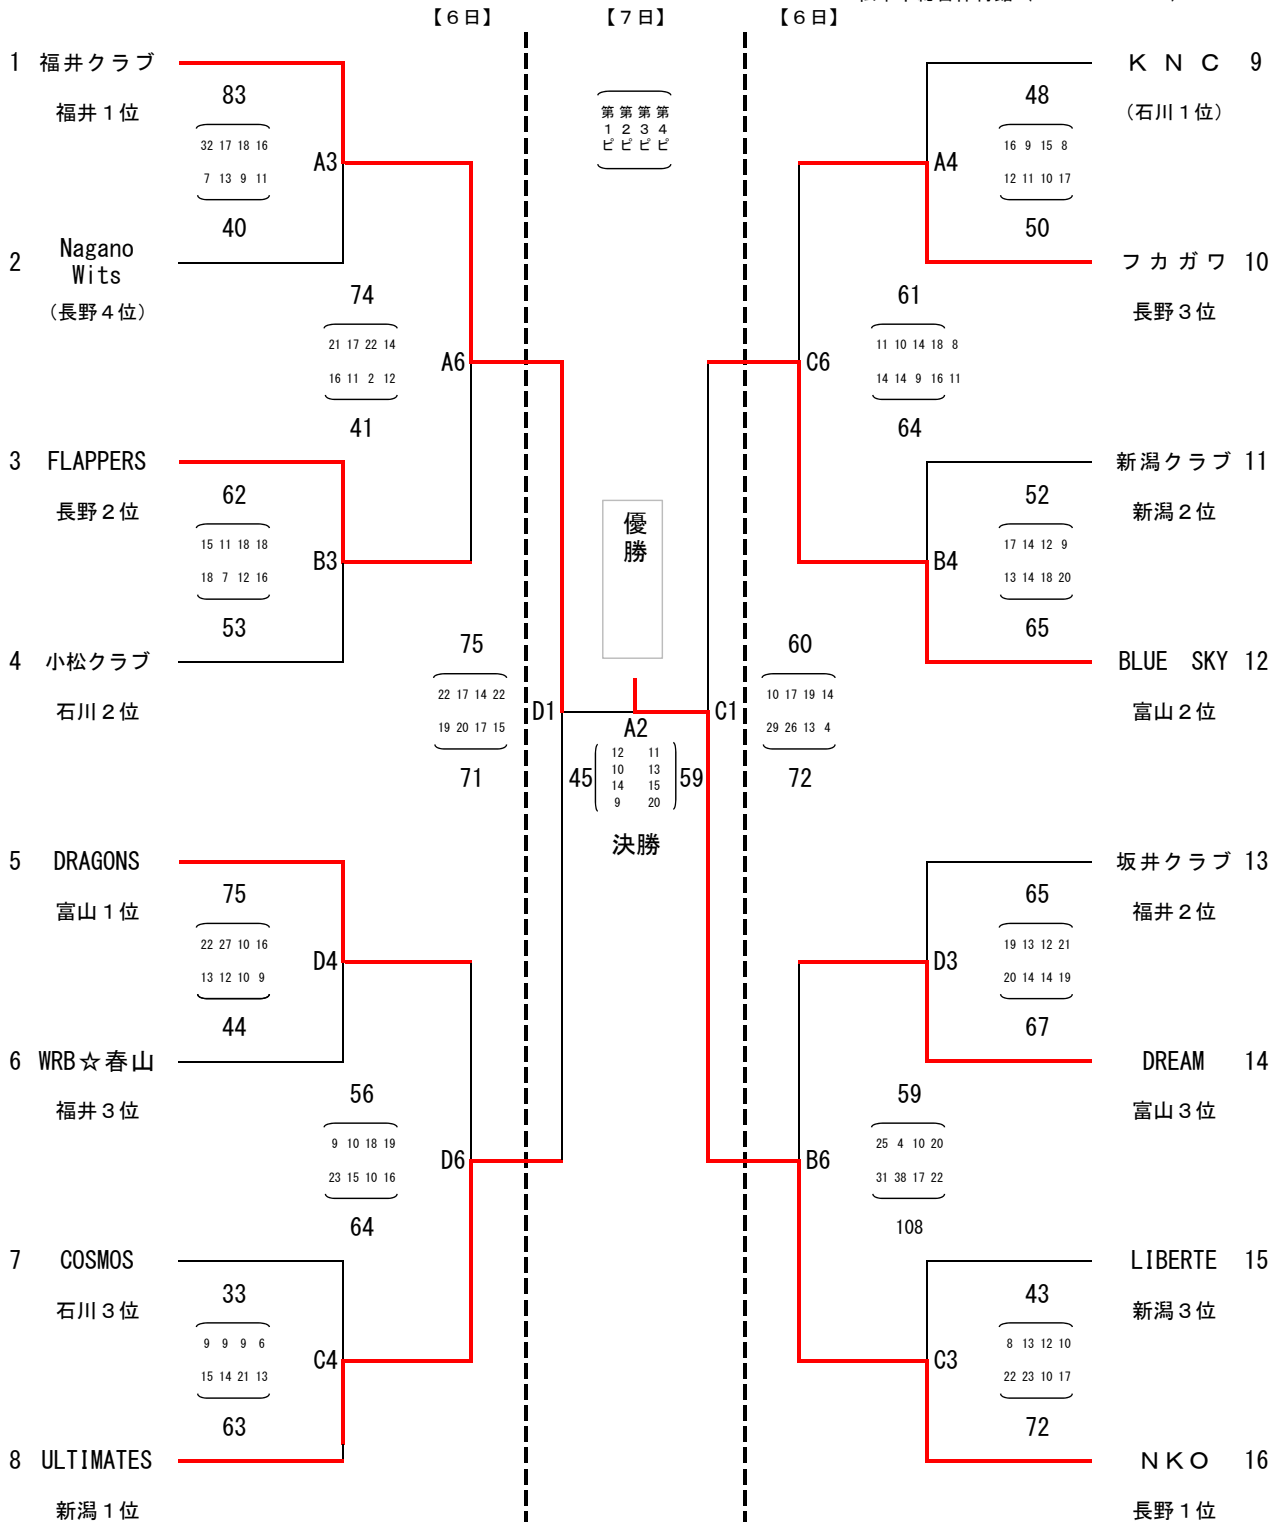 【６日】
【７日】
【６日】
第１ピ 第２ピ 第３ピ 第４ピ
1 福井クラブ
福井１位
83
32 17 18 16
7 13 9 11
40
A3
2 Nagano
Wits
(長野４位)
74
21 17 22 14
16 11 2 12
41
A6
3 FLAPPERS
長野２位
62
15 11 18 18
18 7 12 16
53
B3
4 小松クラブ
石川２位
75
22 17 14 22
19 20 17 15
71
D1
5 DRAGONS
富山１位
75
22 27 10 16
13 12 10 9
44
D4
6 WRB☆春山
福井３位
56
9 10 18 19
23 15 10 16
64
D6
7 COSMOS
石川３位
33
9 9 9 6
15 14 21 13
63
C4
8 ULTIMATES
新潟１位
優勝
A2
45
12 11
10 13
14 15
9 20
59
決勝
Ｋ Ｎ Ｃ 9
(石川１位)
48
16 9 15 8
12 11 10 17
50
A4
フカガワ 10
長野３位
61
11 10 14 18 8
14 14 9 16 11
64
C6
新潟クラブ 11
新潟２位
52
17 14 12 9
13 14 18 20
65
B4
BLUE SKY 12
富山２位
60
10 17 19 14
29 26 13 4
72
C1
坂井クラブ 13
福井２位
65
19 13 12 21
20 14 14 19
67
D3
DREAM 14
富山３位
59
25 4 10 20
31 38 17 22
108
B6
LIBERTE 15
新潟３位
43
8 13 12 10
22 23 10 17
72
C3
ＮＫＯ 16
長野１位